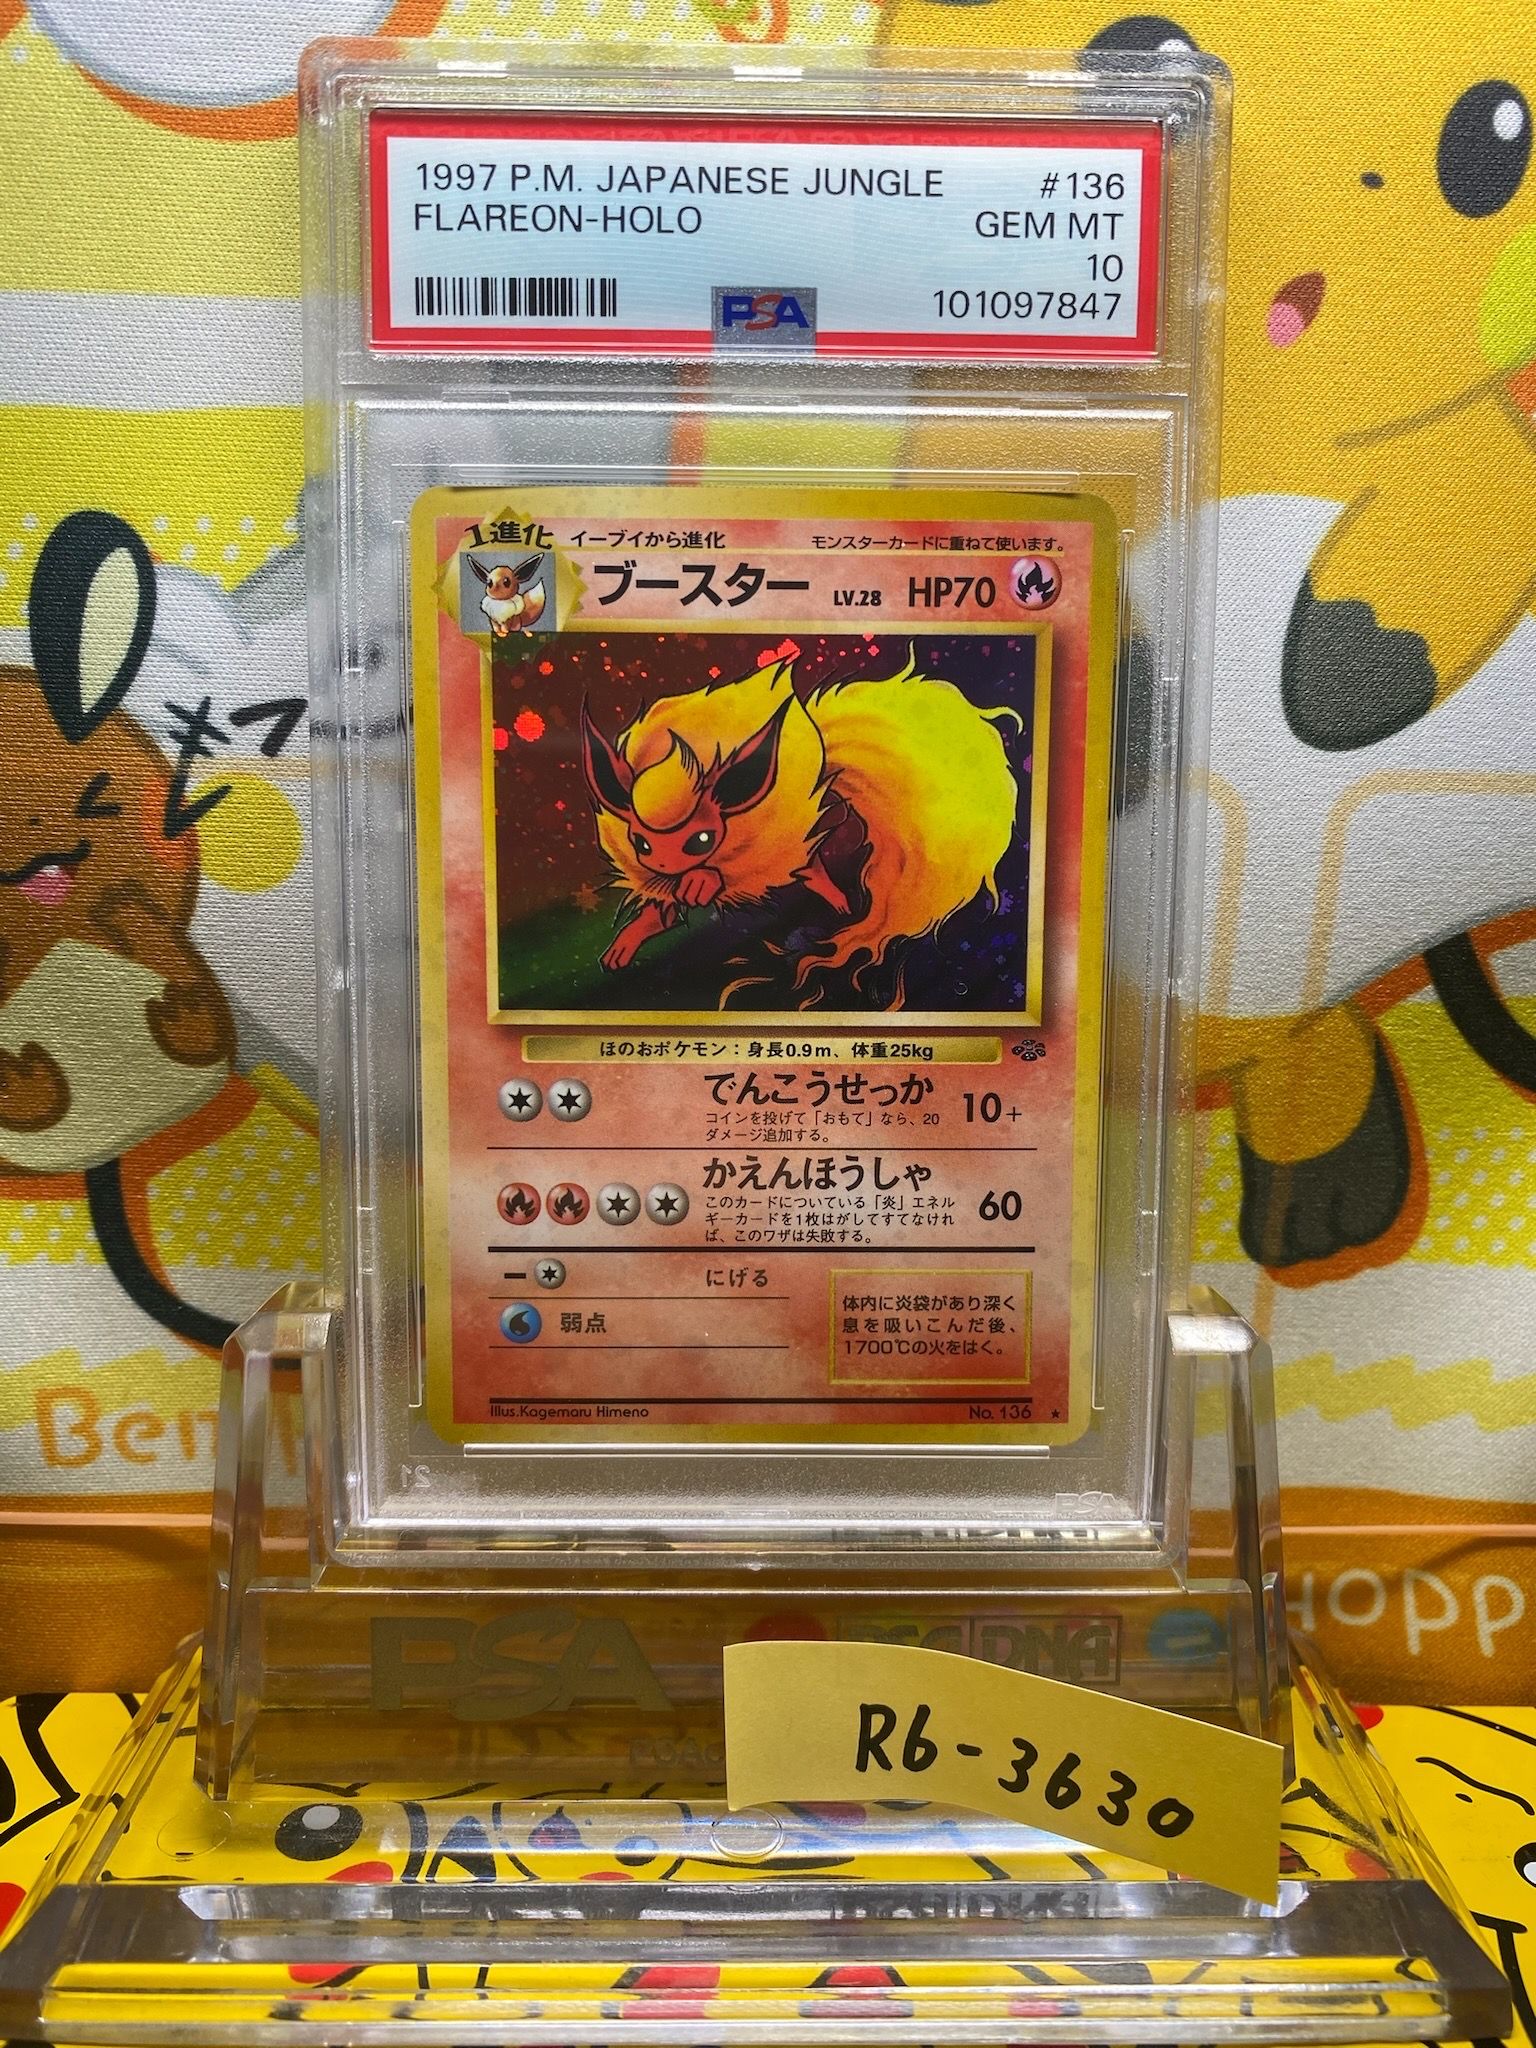 1997 P.M. JAPANESE JUNGLE #136
FLAREON-HOLO GEM MT
10
PSA 101097847
1進化 イーブイから進化 モンスターカードに重ねて使います。
ブースター LV.28 HP70
ほのおポケモン：身長0.9m、体重25kg
でんこうせっか 10+
コインを投げて「おもて」なら、20
ダメージ追加する。
かえんほうしゃ 60
このカードについている「炎」エネル
ギーカードを1枚はがしてすてなけれ
ば、このワザは失敗する。
にげる
弱点
体内に炎袋があり深く
息を吸いこんだ後、
1700℃の火をはく。
Illus.Kagemaru Himeno No. 136 ★
21 PSA
PSA DNA
R6-3630